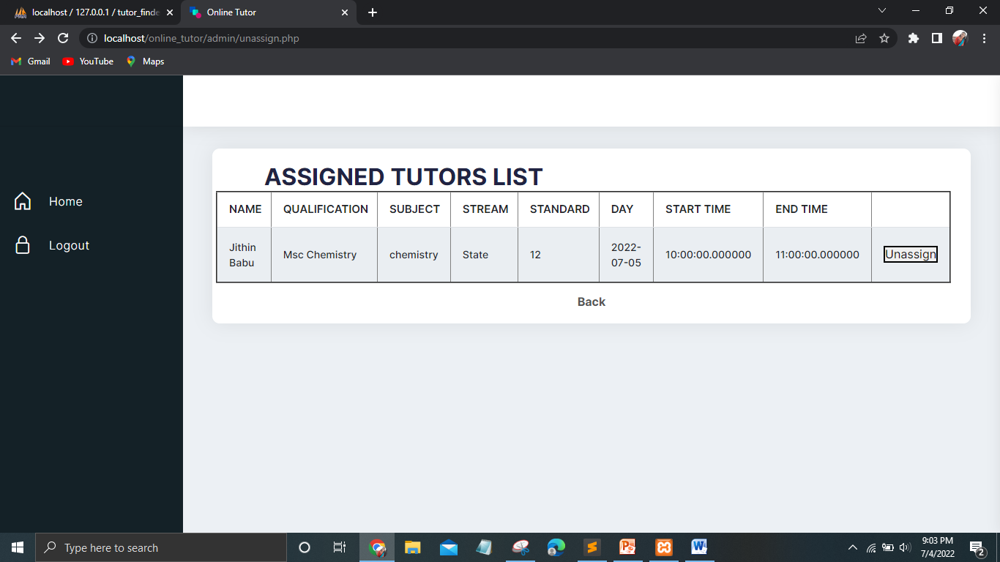 localhost / 127.0.0.1 / tutor_finde
Online Tutor
localhost/online_tutor/admin/unassign.php
Gmail YouTube Maps
Home
Logout
ASSIGNED TUTORS LIST
NAME QUALIFICATION SUBJECT STREAM STANDARD DAY START TIME END TIME
Jithin Babu Msc Chemistry chemistry State 12 2022-07-05 10:00:00.000000 11:00:00.000000 Unassign
Back
Type here to search
9:03 PM
7/4/2022
2